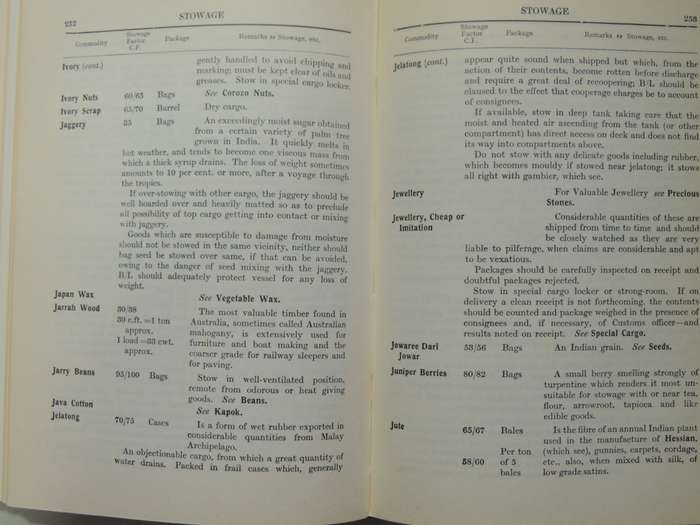 252
STOWAGE
Commodity Stowage Factor C.F. Package Remarks re Stowage, etc.
Ivory (cont.) gently handled to avoid chipping and
marking; must be kept clear of oils and
greases. Stow in special cargo locker.
Ivory Nuts 60/65 Bags See Corozo Nuts.
Ivory Scrap 65/70 Barrel Dry cargo.
Jaggery 35 Bags An exceedingly moist sugar obtained
from a certain variety of palm tree
grown in India. It quickly melts in
hot weather, and tends to become one viscous mass from
which a thick syrup drains. The loss of weight sometimes
amounts to 10 per cent. or more, after a voyage through
the tropics.
If over-stowing with other cargo, the jaggery should be
well boarded over and heavily matted so as to preclude
all possibility of top cargo getting into contact or mixing
with jaggery.
Goods which are susceptible to damage from moisture
should not be stowed in the same vicinity, neither should
bag seed be stowed over same, if that can be avoided,
owing to the danger of seed mixing with the jaggery.
B/L should adequately protect vessel for any loss of
weight.
Japan Wax See Vegetable Wax.
Jarrah Wood 30/38 The most valuable timber found in
39 c.ft. = 1 ton Australia, sometimes called Australian
approx. mahogany, is extensively used for
1 load = 33 cwt. furniture and boat making and the
approx. coarser grade for railway sleepers and
for paving.
Jarry Beans 95/100 Bags Stow in well-ventilated position,
remote from odorous or heat giving
goods. See Beans.
Java Cotton See Kapok.
Jelatong 70/75 Cases Is a form of wet rubber exported in
considerable quantities from Malay
Archipelago.
An objectionable cargo, from which a great quantity of
water drains. Packed in frail cases which, generally
STOWAGE
253
Commodity Stowage Factor C.F. Package Remarks re Stowage, etc.
Jelatong (cont.) appear quite sound when shipped but which, from the
action of their contents, become rotten before discharge
and require a great deal of recoopering; B/L should be
claused to the effect that cooperage charges be to account
of consignees.
If available, stow in deep tank taking care that the
moist and heated air ascending from the tank (or other
compartment) has direct access on deck and does not find
its way into compartments above.
Do not stow with any delicate goods including rubber,
which becomes mouldy if stowed near jelatong; it stows
all right with gambier, which see.
Jewellery For Valuable Jewellery see Precious
Stones.
Jewellery, Cheap or Considerable quantities of these are
Imitation shipped from time to time and should
be closely watched as they are very
liable to pilferage, when claims are considerable and apt
to be vexatious.
Packages should be carefully inspected on receipt and
doubtful packages rejected.
Stow in special cargo locker or strong-room. If on
delivery a clean receipt is not forthcoming, the contents
should be counted and package weighed in the presence of
consignees and, if necessary, of Customs officer—and
results noted on receipt. See Special Cargo.
Jowaree Dari 53/56 Bags An Indian grain. See Seeds.
Jowar
Juniper Berries 80/82 Bags A small berry smelling strongly of
turpentine which renders it most un-
suitable for stowage with or near tea,
flour, arrowroot, tapioca and like
edible goods.
Jute 65/67 Bales Is the fibre of an annual Indian plant
used in the manufacture of Hessian,
Per ton (which see), gunnies, carpets, cordage,
58/60 of 5 etc., also, when mixed with silk, of
bales low grade satins.